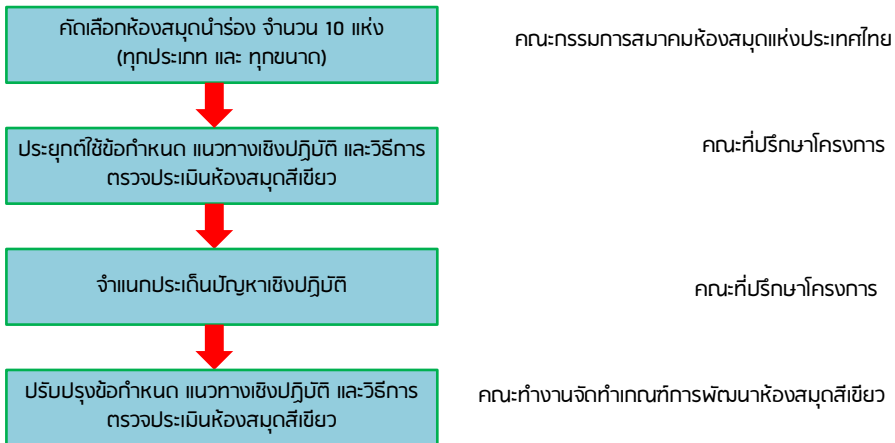 คัดเลือกห้องสมุดนำร่อง จำนวน 10 แห่ง
(ทุกประเภท และ ทุกขนาด)
คณะกรรมการสมาคมห้องสมุดแห่งประเทศไทย
ประยุกต์ใช้ข้อกำหนด แนวทางเชิงปฏิบัติ และวิธีการ
ตรวจประเมินห้องสมุดสีเขียว
คณะที่ปรึกษาโครงการ
จำแนกประเด็นปัญหาเชิงปฏิบัติ
คณะที่ปรึกษาโครงการ
ปรับปรุงข้อกำหนด แนวทางเชิงปฏิบัติ และวิธีการ
ตรวจประเมินห้องสมุดสีเขียว
คณะทำงานจัดทำเกณฑ์การพัฒนาห้องสมุดสีเขียว